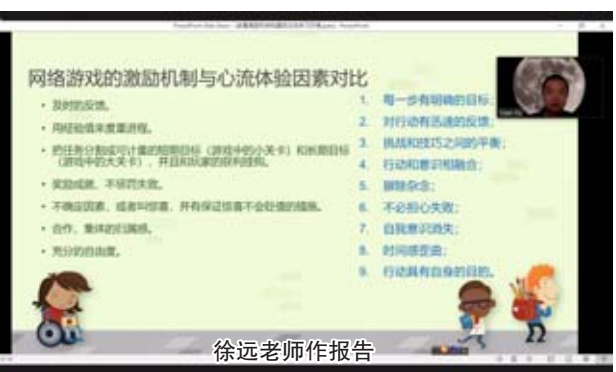 网络游戏的激励机制与心流体验因素对比
• 及时的反馈。
• 用经验值来度量进程。
• 把任务分割成可计量的短期目标（游戏中的小关卡）和长期目标
（游戏中的大关卡），并且和玩家的获利挂钩。
• 奖励成就，不惩罚失败。
• 不确定因素，或者叫惊喜，并有保证惊喜不会贬值的措施。
• 合作，集体的归属感。
• 充分的自由度。
1. 每一步有明确的目标；
2. 对行动有迅速的反馈；
3. 挑战和技巧之间的平衡；
4. 行动和意识相融合；
5. 摒除杂念；
6. 不必担心失败；
7. 自我意识消失；
8. 时间感歪曲；
9. 行动具有自身的目的。
徐远老师作报告